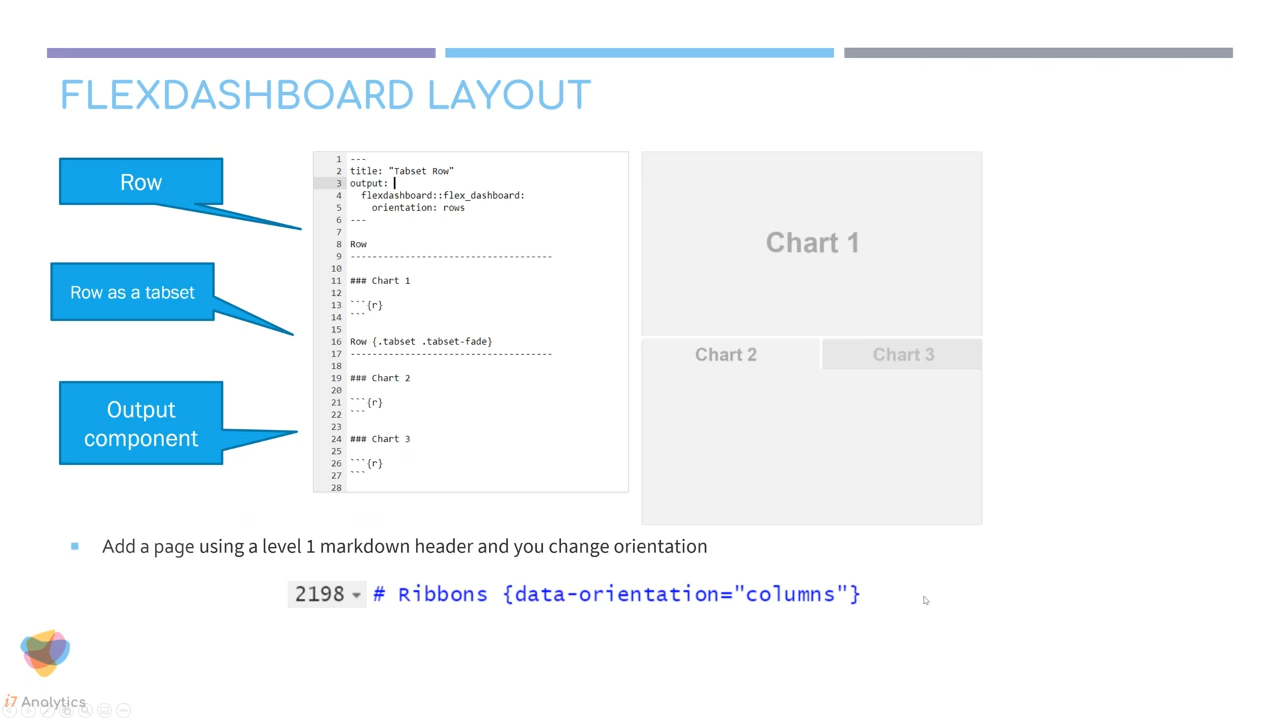 FLEXDASHBOARD LAYOUT
Row
Row as a tabset
Output
component
1 ---
2 title: "Tabset Row"
3 output:
4 flexdashboard::flex_dashboard:
5 orientation: rows
6 ---
7
8 Row
9 -------------------------------------
10
11 ### Chart 1
12
13 ```{r}
14 ```
15
16 Row {.tabset .tabset-fade}
17 -------------------------------------
18
19 ### Chart 2
20
21 ```{r}
22 ```
23
24 ### Chart 3
25
26 ```{r}
27 ```
28
Chart 1
Chart 2
Chart 3
Add a page using a level 1 markdown header and you change orientation
2198 # Ribbons {data-orientation="columns"}
i7 Analytics